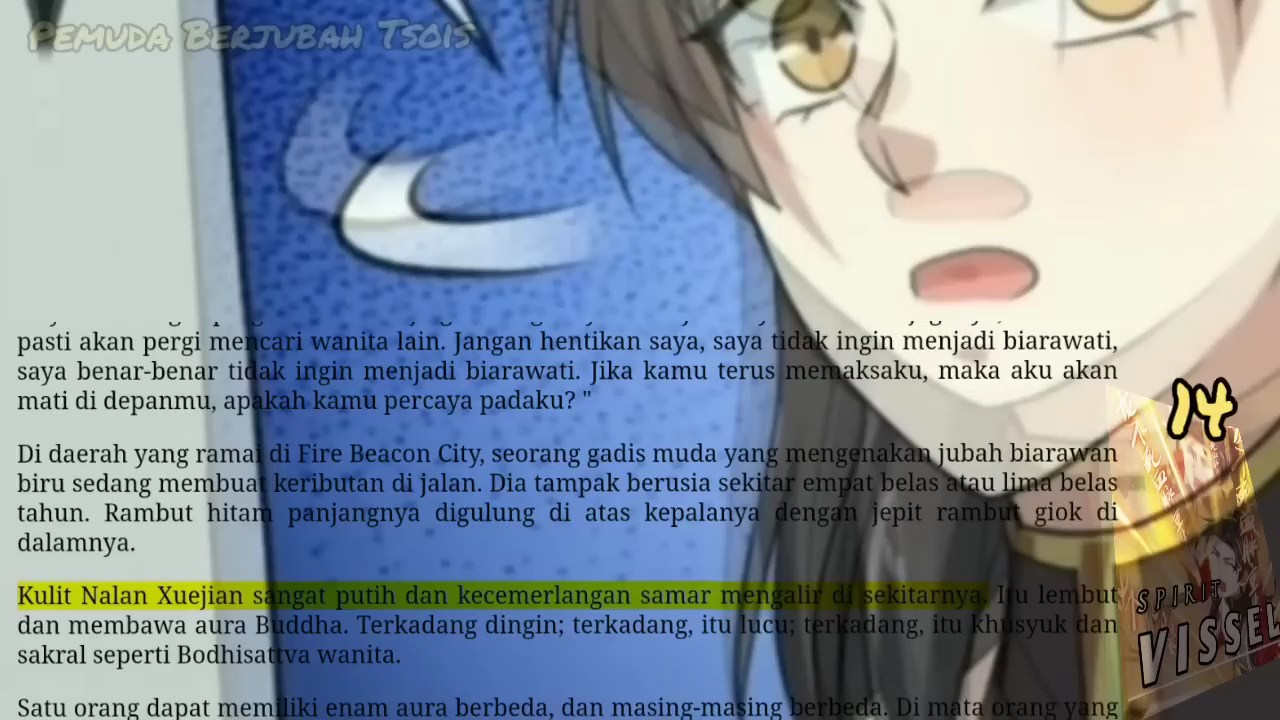 Pemuda Berjubah Tsois
pasti akan pergi mencari wanita lain. Jangan hentikan saya, saya tidak ingin menjadi biarawati,
saya benar-benar tidak ingin menjadi biarawati. Jika kamu terus memaksaku, maka aku akan
mati di depanmu, apakah kamu percaya padaku? "
Di daerah yang ramai di Fire Beacon City, seorang gadis muda yang mengenakan jubah biarawan
biru sedang membuat keributan di jalan. Dia tampak berusia sekitar empat belas atau lima belas
tahun. Rambut hitam panjangnya digulung di atas kepalanya dengan jepit rambut giok di
dalamnya.
Kulit Nalan Xuejian sangat putih dan kecemerlangan samar mengalir di sekitarnya. Itu lembut
dan membawa aura Buddha. Terkadang dingin; terkadang, itu lucu; terkadang, itu khusyuk dan
sakral seperti Bodhisattva wanita.
Satu orang dapat memiliki enam aura berbeda, dan masing-masing berbeda. Di mata orang yang
14
SPIRIT
VISSEL